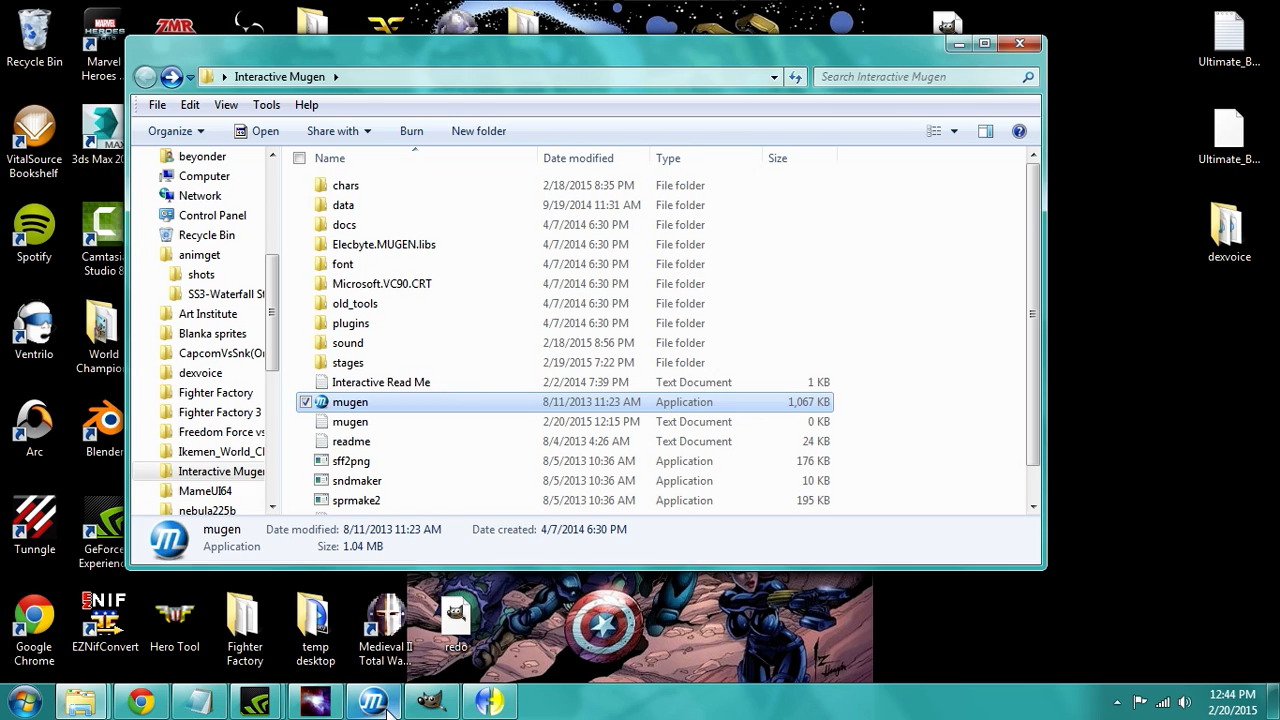 Recycle Bin
Marvel
Heroes ...
VitalSource
Bookshelf
3ds Max 20
Spotify
Camtasia
Studio 8
Ventrilo
World
Champion
Arc
Blender
Tunngle
GeForce
Experience
Google
Chrome
EZNifConvert
Hero Tool
Fighter
Factory
temp
desktop
Medieval II
Total Wa...
redo
Ultimate_B...
Ultimate_B...
dexvoice
Interactive Mugen
Search Interactive Mugen
File Edit View Tools Help
Organize Open Share with Burn New folder
beyonder
Computer
Network
Control Panel
Recycle Bin
animget
shots
SS3-Waterfall St
Art Institute
Blanka sprites
CapcomVsSnk(Or
dexvoice
Fighter Factory
Fighter Factory 3
Freedom Force vs
Ikemen_World_Cl
Interactive Mugen
MameUI64
nebula225b
Name Date modified Type Size
chars 2/18/2015 8:35 PM File folder
data 9/19/2014 11:31 AM File folder
docs 4/7/2014 6:30 PM File folder
Elecbyte.MUGEN.libs 4/7/2014 6:30 PM File folder
font 4/7/2014 6:30 PM File folder
Microsoft.VC90.CRT 4/7/2014 6:30 PM File folder
old_tools 4/7/2014 6:30 PM File folder
plugins 4/7/2014 6:30 PM File folder
sound 2/18/2015 8:56 PM File folder
stages 2/19/2015 7:22 PM File folder
Interactive Read Me 2/2/2014 7:39 PM Text Document 1 KB
mugen 8/11/2013 11:23 AM Application 1,067 KB
mugen 2/20/2015 12:15 PM Text Document 0 KB
readme 8/4/2013 4:26 AM Text Document 24 KB
sff2png 8/5/2013 10:36 AM Application 176 KB
sndmaker 8/5/2013 10:36 AM Application 10 KB
sprmake2 8/5/2013 10:36 AM Application 195 KB
mugen Date modified: 8/11/2013 11:23 AM Date created: 4/7/2014 6:30 PM
Application Size: 1.04 MB
12:44 PM
2/20/2015